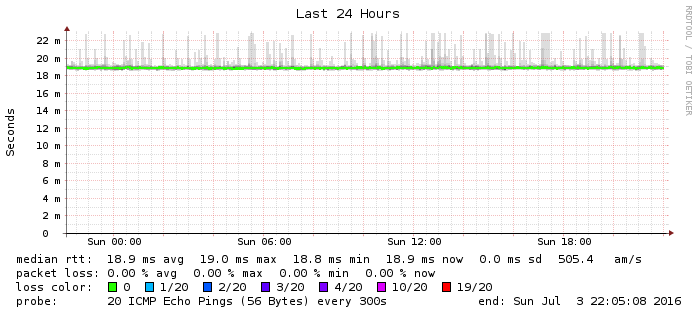 Last 24 Hours
RRDTOOL / TOBI OETIKER
Seconds
22 m
20 m
18 m
16 m
14 m
12 m
10 m
8 m
6 m
4 m
2 m
0
Sun 00:00 Sun 06:00 Sun 12:00 Sun 18:00
median rtt: 18.9 ms avg 19.0 ms max 18.8 ms min 18.9 ms now 0.0 ms sd 505.4 am/s
packet loss: 0.00 % avg 0.00 % max 0.00 % min 0.00 % now
loss color: 0 1/20 2/20 3/20 4/20 10/20 19/20
probe: 20 ICMP Echo Pings (56 Bytes) every 300s end: Sun Jul 3 22:05:08 2016